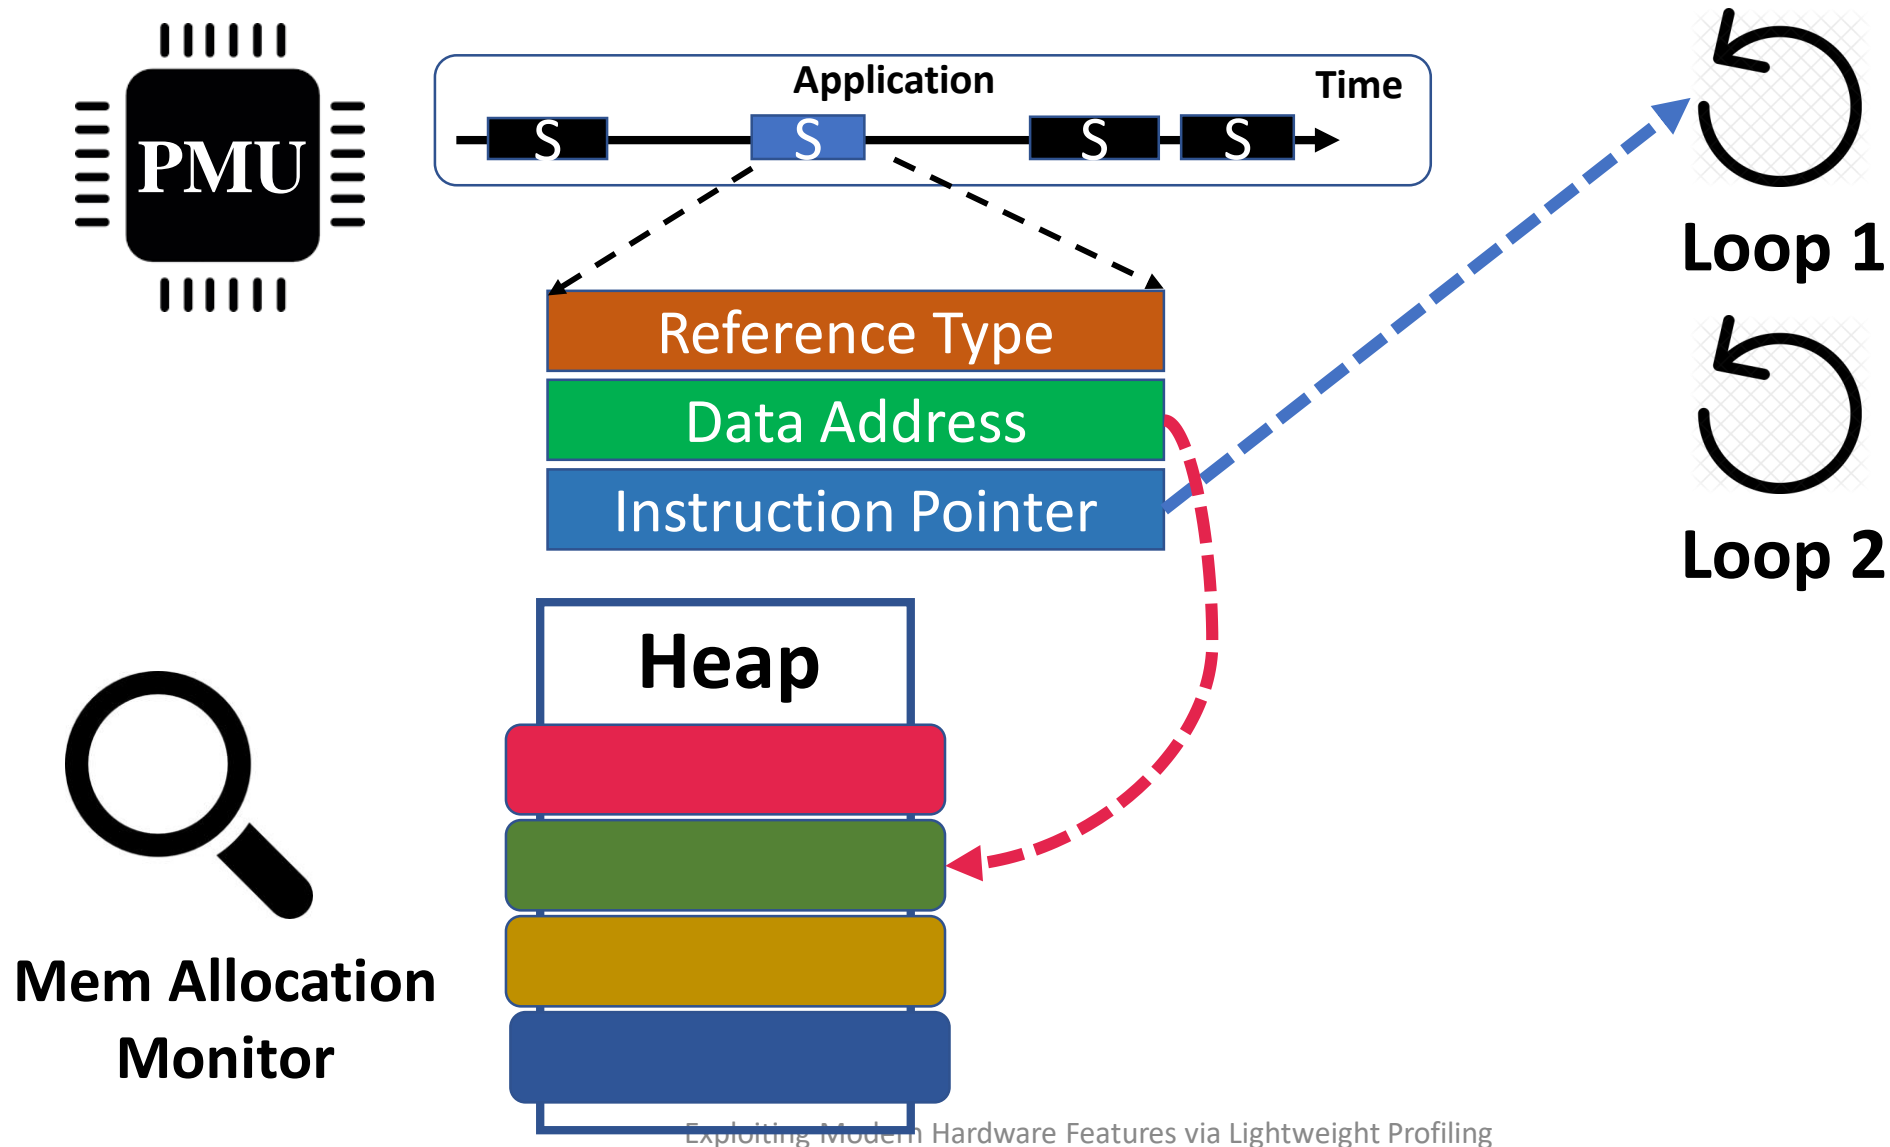 PMU
Application
Time
S
S
S
S
Reference Type
Data Address
Instruction Pointer
Loop 1
Loop 2
Heap
Mem Allocation
Monitor
Exploiting Modern Hardware Features via Lightweight Profiling